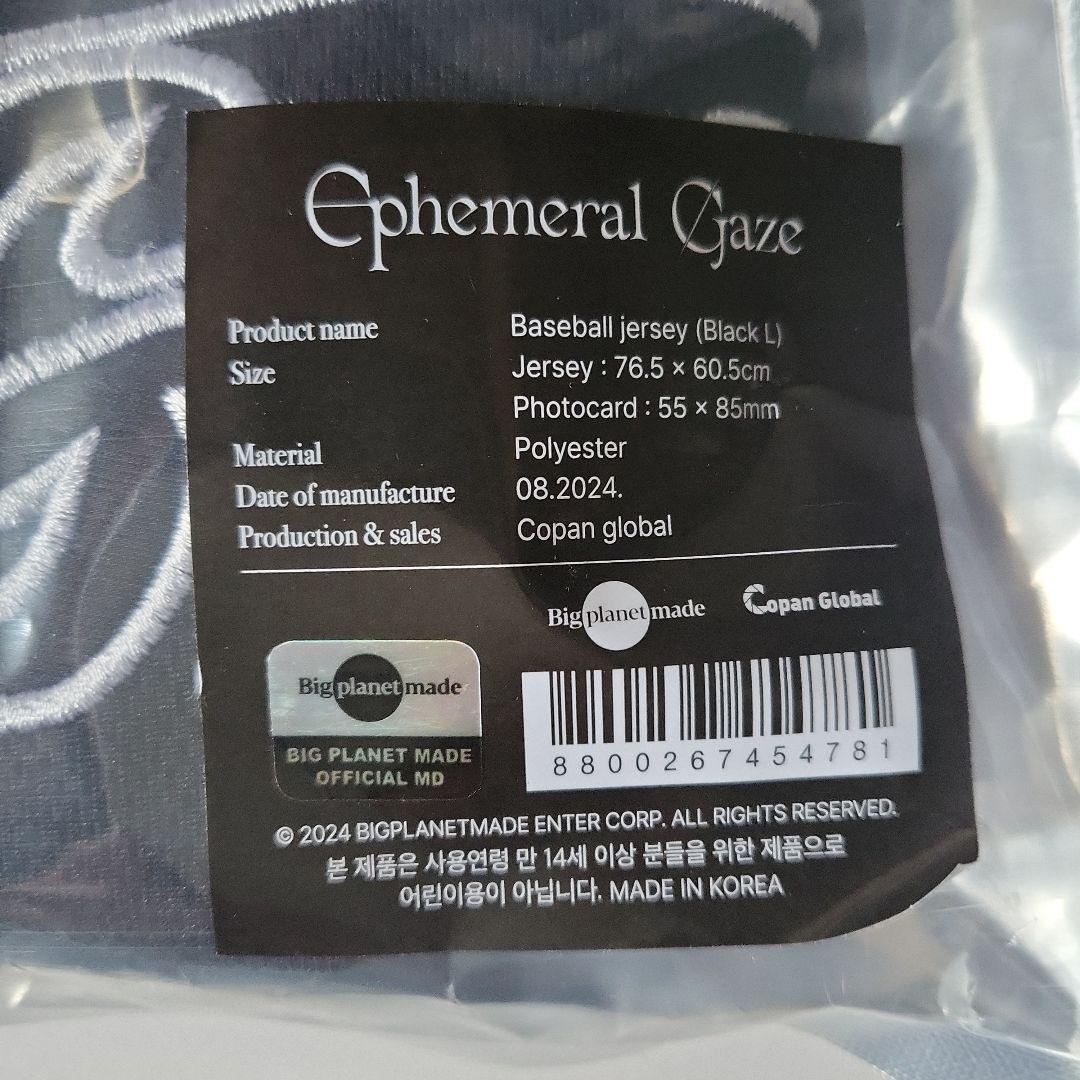 Ephemeral Gaze
Product name Baseball jersey (Black L)
Size Jersey : 76.5 × 60.5cm
Photocard : 55 × 85mm
Material Polyester
Date of manufacture 08.2024.
Production & sales Copan global
Big planet made Copan Global
Big planet made
BIG PLANET MADE
OFFICIAL MD
8800267454781
© 2024 BIGPLANETMADE ENTER CORP. ALL RIGHTS RESERVED.
본 제품은 사용연령 만 14세 이상 분들을 위한 제품으로
어린이용이 아닙니다. MADE IN KOREA